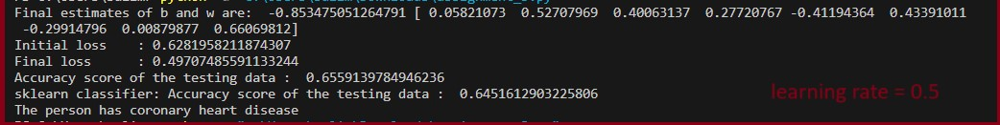 Final estimates of b and w are:  -0.853475051264791 [ 0.05821073  0.52707969  0.40063137  0.27720767 -0.41194364  0.43391011
 -0.29914796  0.00879877  0.66069812]
Initial loss    : 0.6281958211874307
Final loss      : 0.49707485591133244
Accuracy score of the testing data :  0.6559139784946236
sklearn classifier: Accuracy score of the testing data :  0.6451612903225806
learning rate = 0.5
The person has coronary heart disease